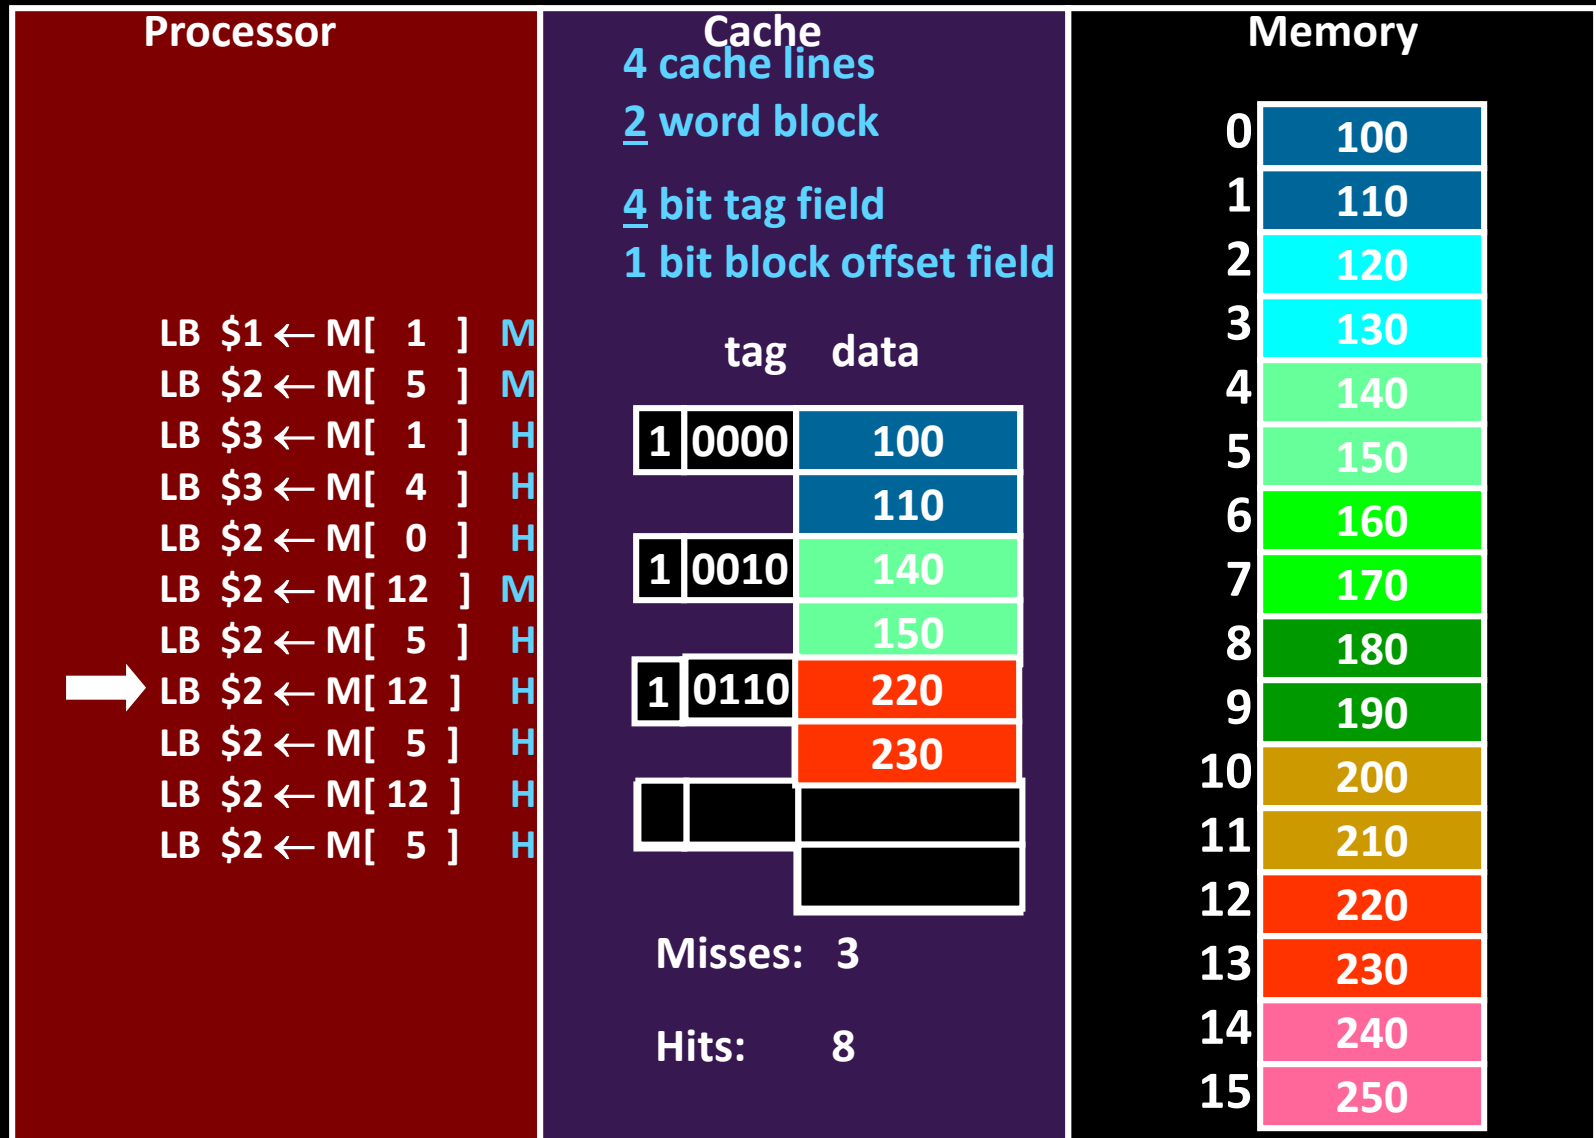 Processor
LB $1 ← M[ 1 ] M
LB $2 ← M[ 5 ] M
LB $3 ← M[ 1 ] H
LB $3 ← M[ 4 ] H
LB $2 ← M[ 0 ] H
LB $2 ← M[ 12 ] M
LB $2 ← M[ 5 ] H
LB $2 ← M[ 12 ] H
LB $2 ← M[ 5 ] H
LB $2 ← M[ 12 ] H
LB $2 ← M[ 5 ] H
Cache
4 cache lines
2 word block
4 bit tag field
1 bit block offset field
tag data
1 0000 100
110
1 0010 140
150
1 0110 220
230
Misses: 3
Hits: 8
Memory
0 100
1 110
2 120
3 130
4 140
5 150
6 160
7 170
8 180
9 190
10 200
11 210
12 220
13 230
14 240
15 250